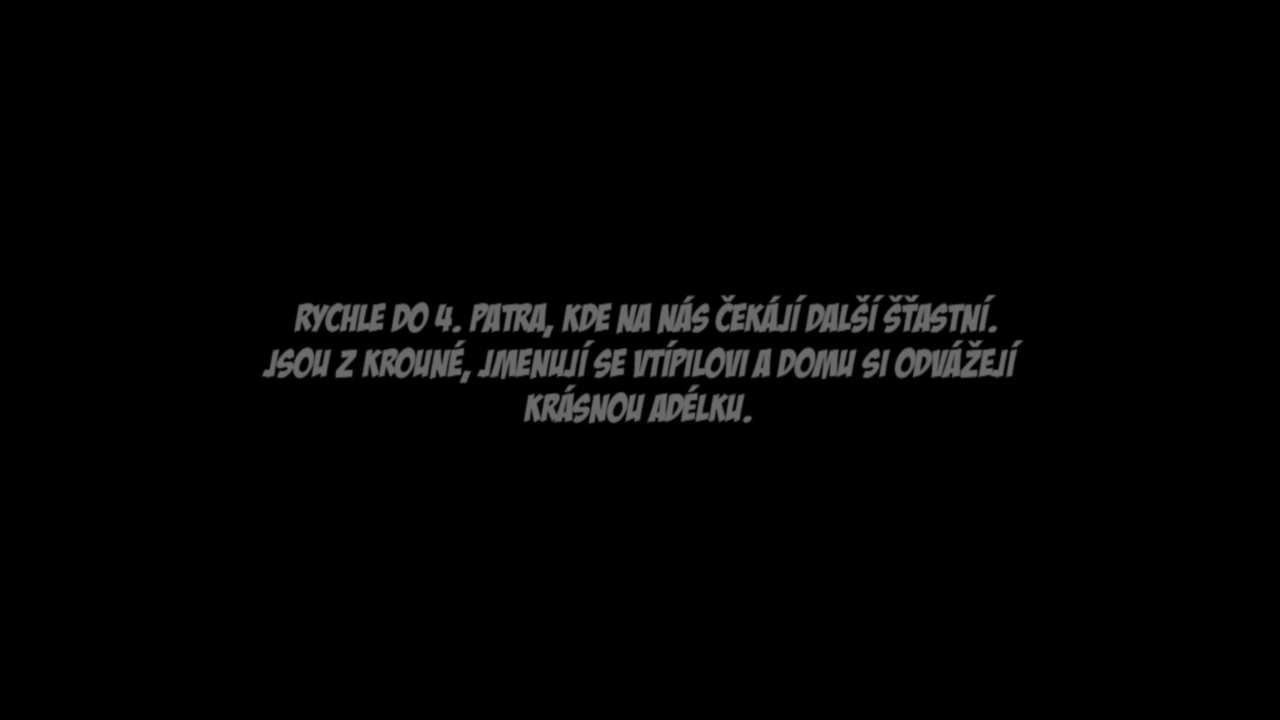 RYCHLE DO 4. PATRA, KDE NA NÁS ČEKÁJÍ DALŠÍ ŠŤASTNÍ.
JSOU Z KROUNÉ, JMENUJÍ SE VTÍPILOVI A DOMU SI ODVÁŽEJÍ
KRÁSNOU ADÉLKU.